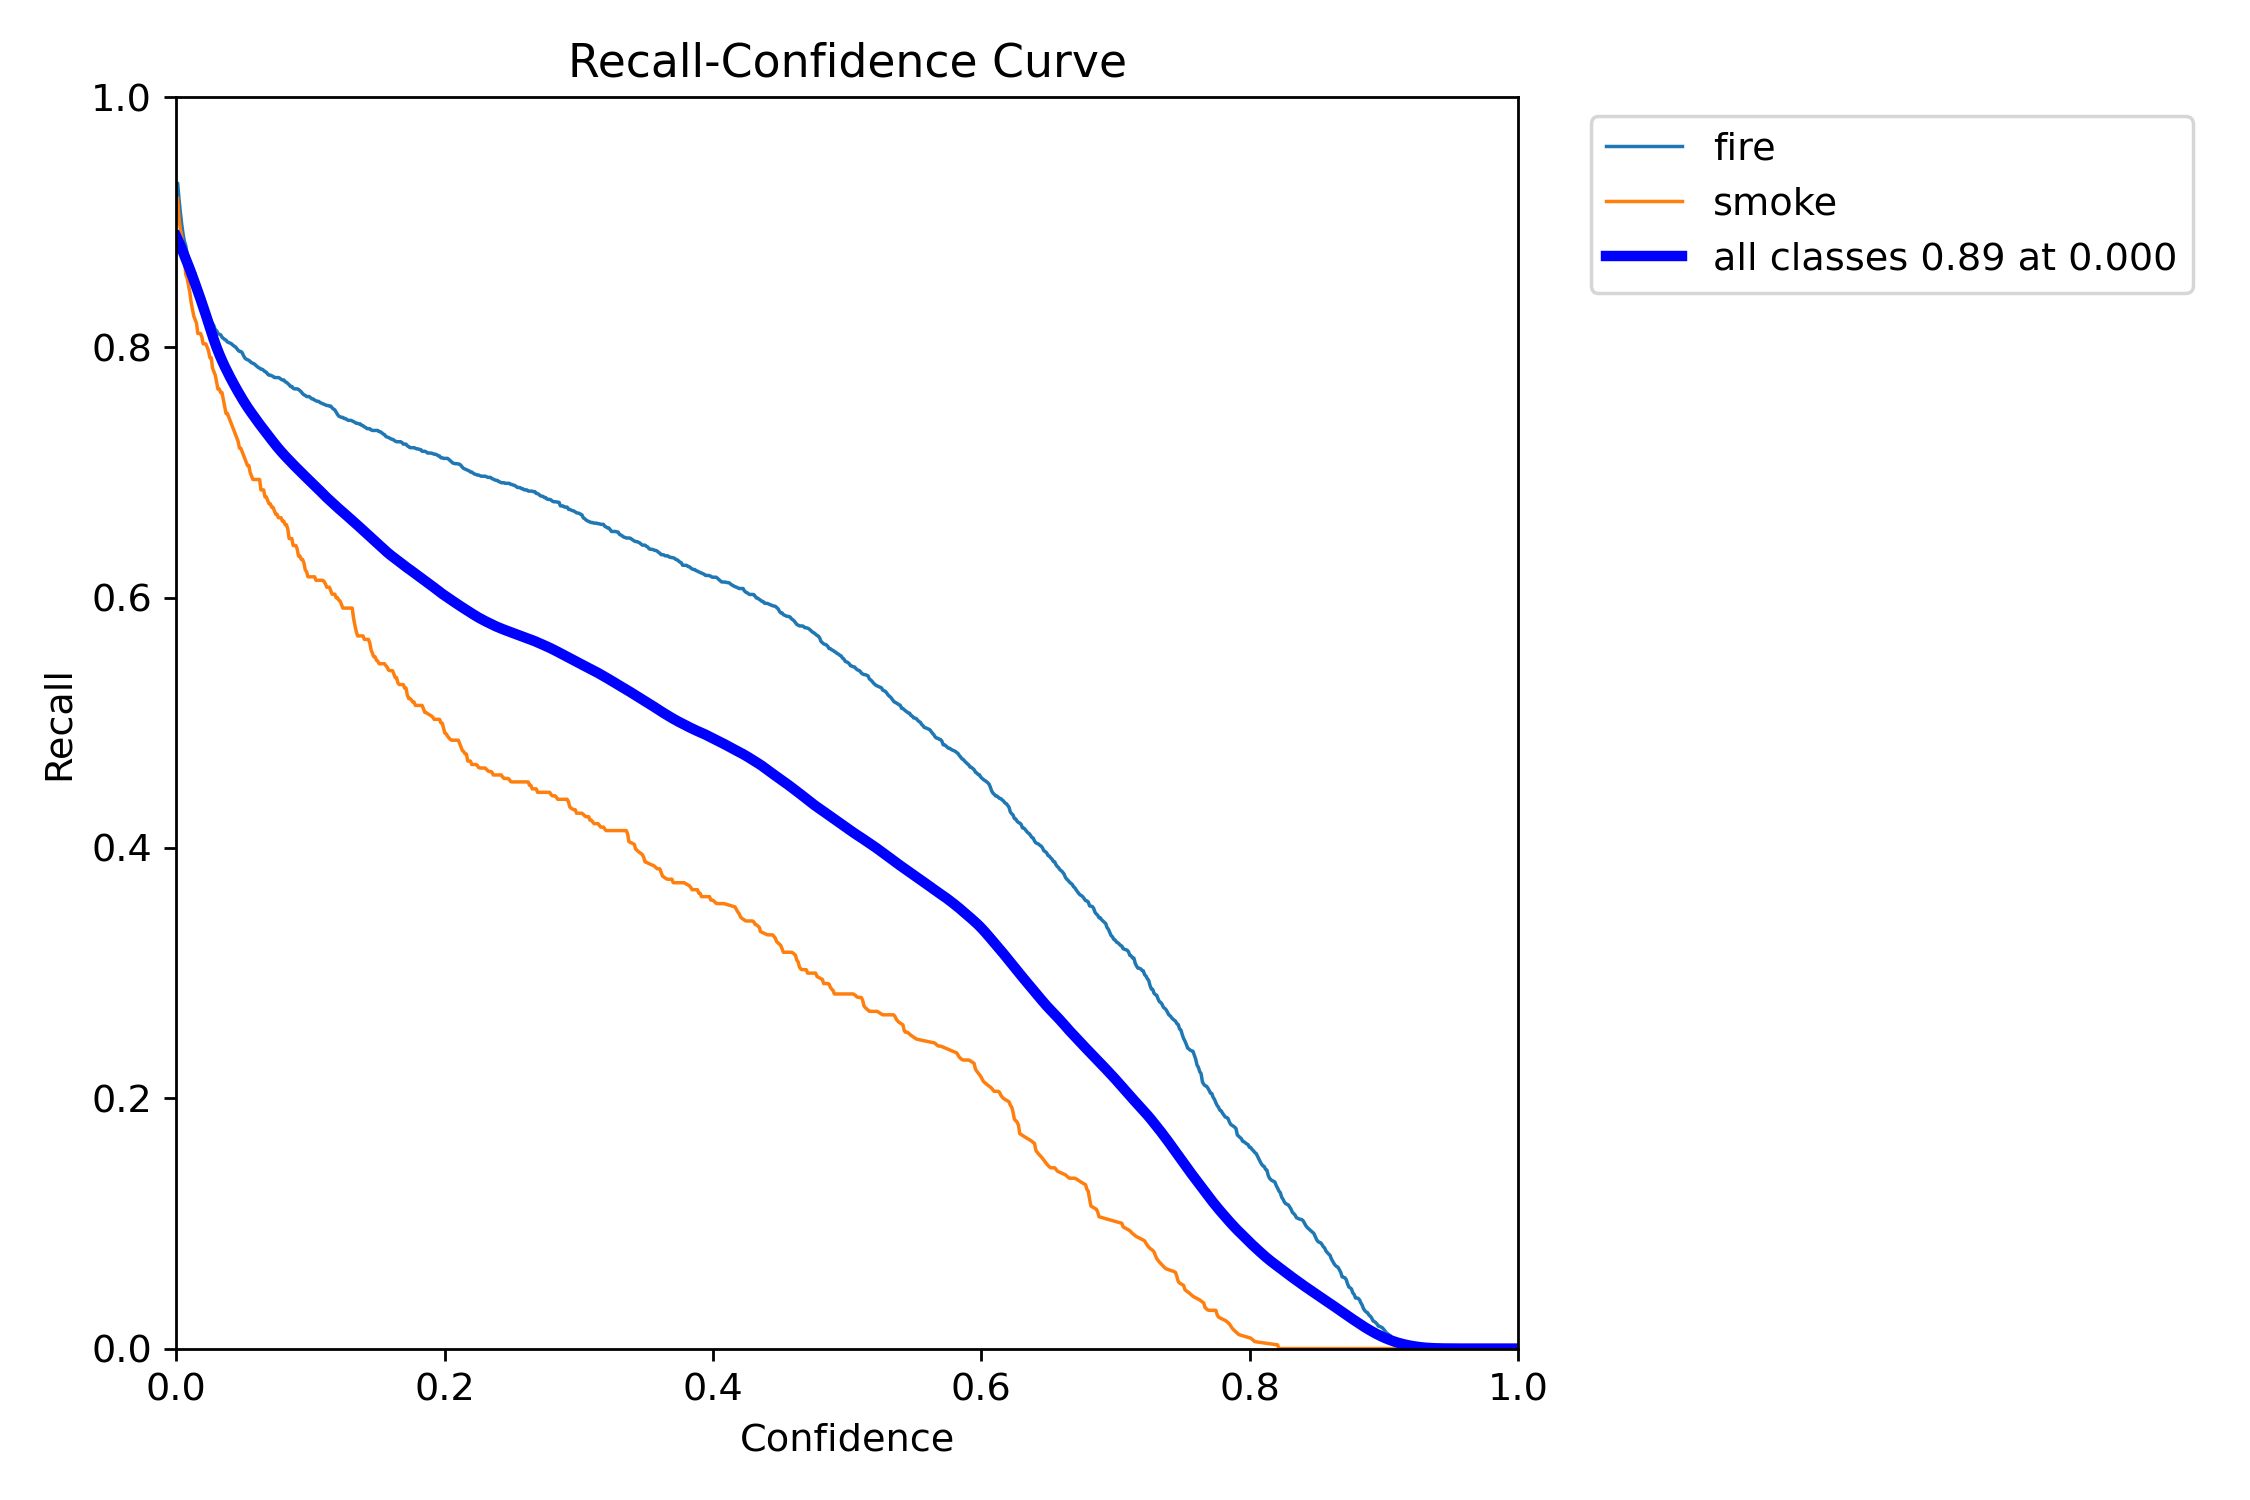 Recall-Confidence Curve
1.0
0.8
0.6
0.4
0.2
0.0
Recall
0.0 0.2 0.4 0.6 0.8 1.0
Confidence
fire
smoke
all classes 0.89 at 0.000